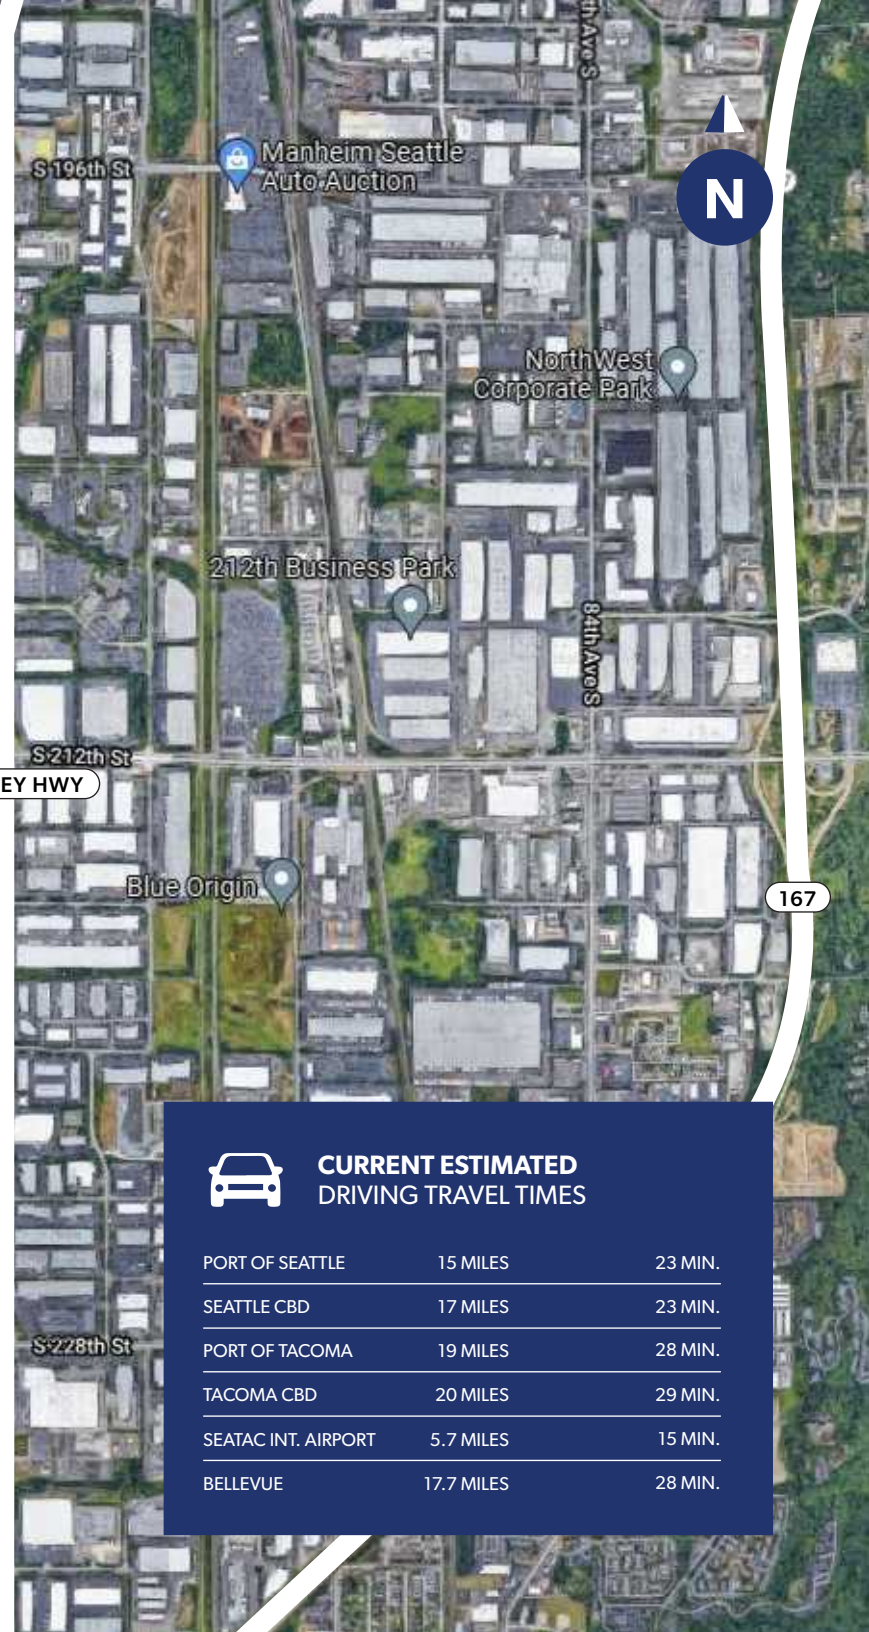 th Ave S
S 196th St
Manheim Seattle
Auto Auction
N
NorthWest
Corporate Park
212th Business Park
84th Ave S
S 212th St
EY HWY
Blue Origin
167
CURRENT ESTIMATED
DRIVING TRAVEL TIMES
PORT OF SEATTLE 15 MILES 23 MIN.
SEATTLE CBD 17 MILES 23 MIN.
PORT OF TACOMA 19 MILES 28 MIN.
TACOMA CBD 20 MILES 29 MIN.
SEATAC INT. AIRPORT 5.7 MILES 15 MIN.
BELLEVUE 17.7 MILES 28 MIN.
S 228th St